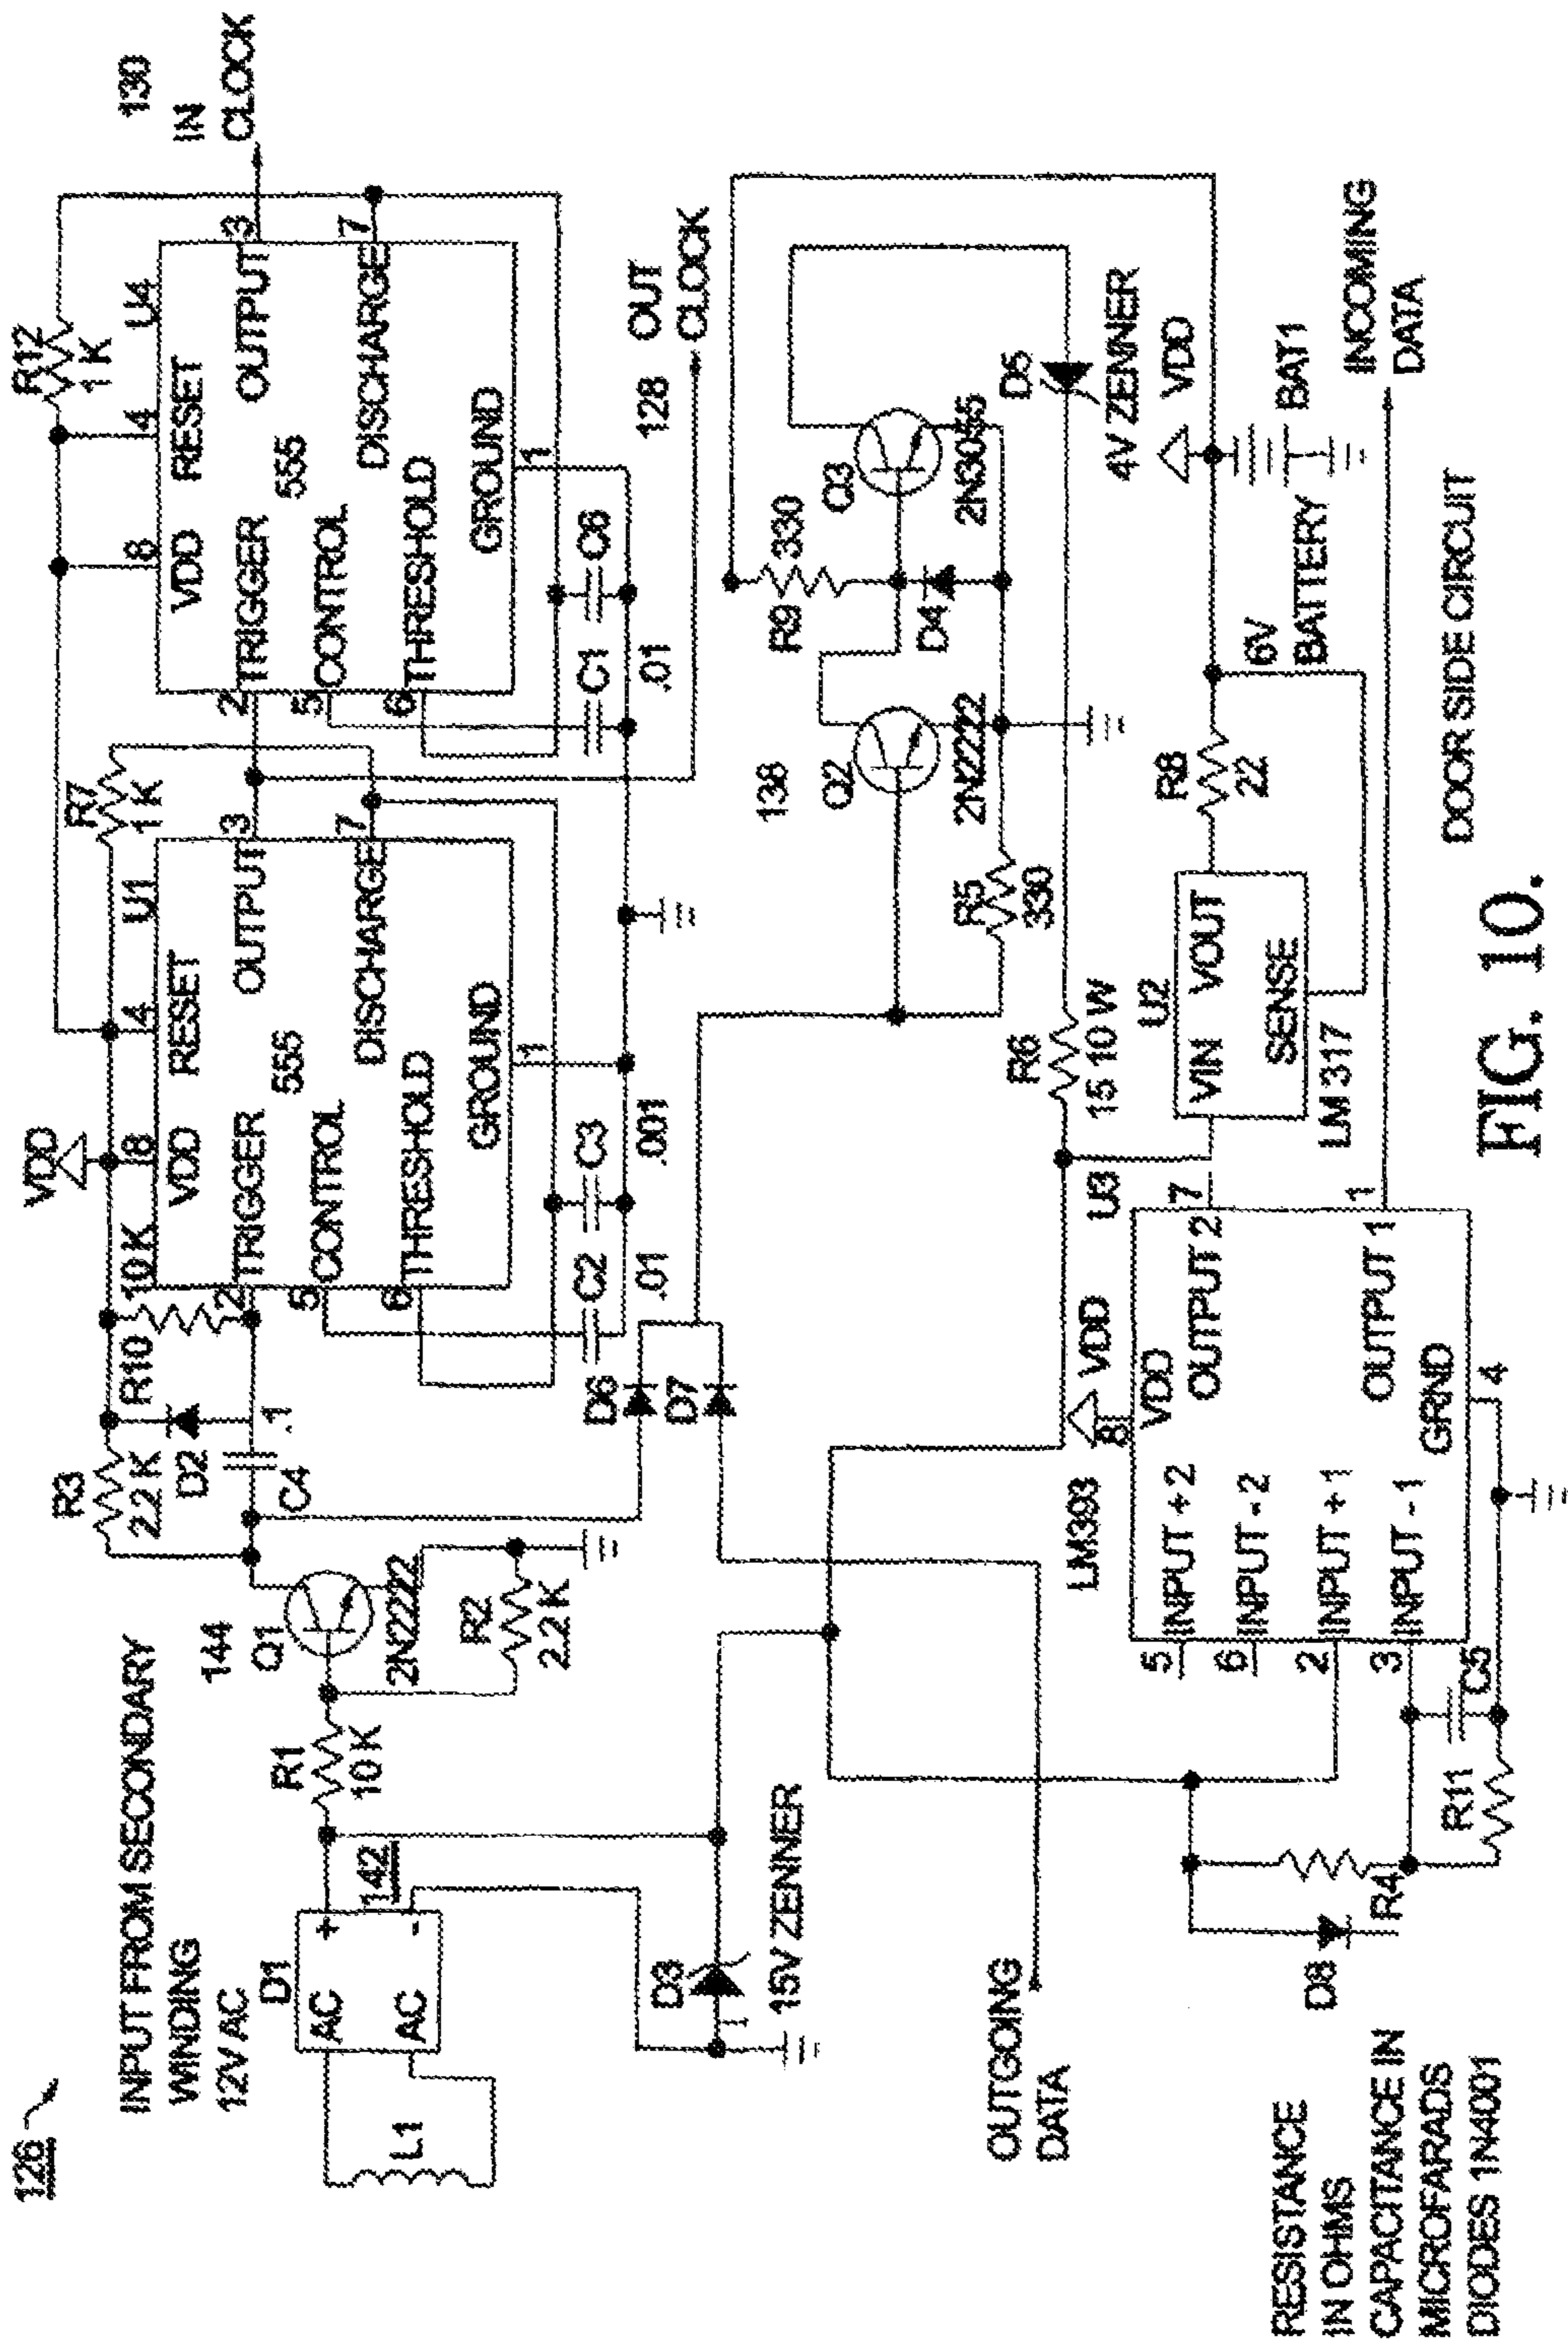 126
INPUT FROM SECONDARY
WINDING
12V AC
D1
AC
AC
+
-
142
L1
R1
10 K
144
Q1
2N2222
R2
2.2 K
R3
2.2 K
D2
C4
.1
R10
10 K
VDD
8
4
U1
R7
1 K
VDD
RESET
2
TRIGGER
OUTPUT
3
555
5
CONTROL
DISCHARGE
7
6
THRESHOLD
GROUND
1
C2
.01
C3
.001
R12
1 K
8
4
U4
VDD
RESET
2
TRIGGER
OUTPUT
3
555
5
CONTROL
DISCHARGE
7
6
THRESHOLD
GROUND
1
C1
.01
C6
130
IN
CLOCK
128
OUT
CLOCK
D6
D7
D3
1
15V ZENNER
OUTGOING
DATA
138
Q2
2N2222
R5
330
R9
330
D4
Q3
2N3055
D5
4V ZENNER
R6
15 10 W
U2
VIN
VOUT
SENSE
LM 317
R8
22
VDD
6V
BATTERY
BAT1
LM393
VDD
8
U3
VDD
5
INPUT + 2
OUTPUT 2
7
6
INPUT - 2
2
INPUT + 1
OUTPUT 1
1
3
INPUT - 1
GRND
4
C5
R11
R4
D8
INCOMING
DATA
DOOR SIDE CIRCUIT
RESISTANCE
IN OHMS
CAPACITANCE IN
MICROFARADS
DIODES 1N4001
FIG. 10.